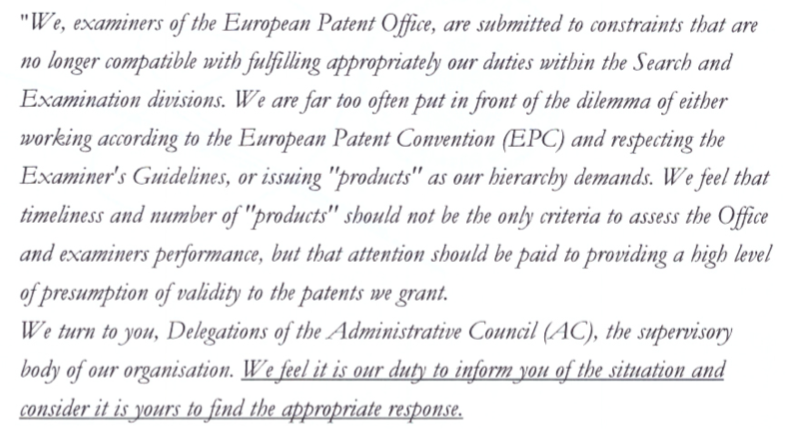 "We, examiners of the European Patent Office, are submitted to constraints that are
no longer compatible with fulfilling appropriately our duties within the Search and
Examination divisions. We are far too often put in front of the dilemma of either
working according to the European Patent Convention (EPC) and respecting the
Examiner's Guidelines, or issuing "products" as our hierarchy demands. We feel that
timeliness and number of "products" should not be the only criteria to assess the Office
and examiners performance, but that attention should be paid to providing a high level
of presumption of validity to the patents we grant.
We turn to you, Delegations of the Administrative Council (AC), the supervisory
body of our organisation. We feel it is our duty to inform you of the situation and
consider it is yours to find the appropriate response.